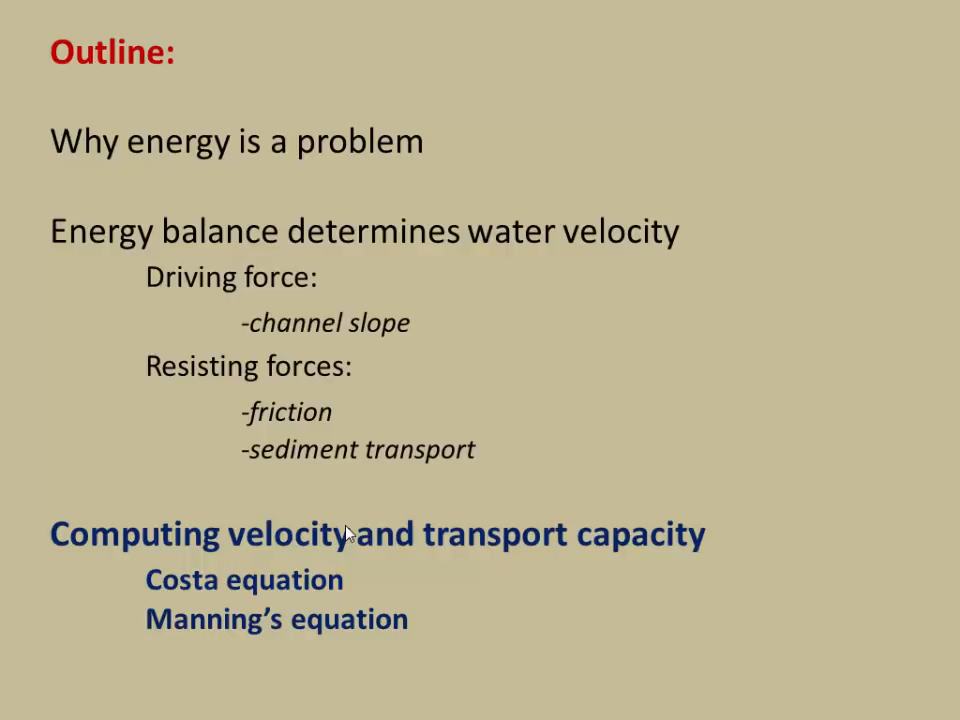 Outline:
Why energy is a problem
Energy balance determines water velocity
Driving force:
-channel slope
Resisting forces:
-friction
-sediment transport
Computing velocity and transport capacity
Costa equation
Manning’s equation